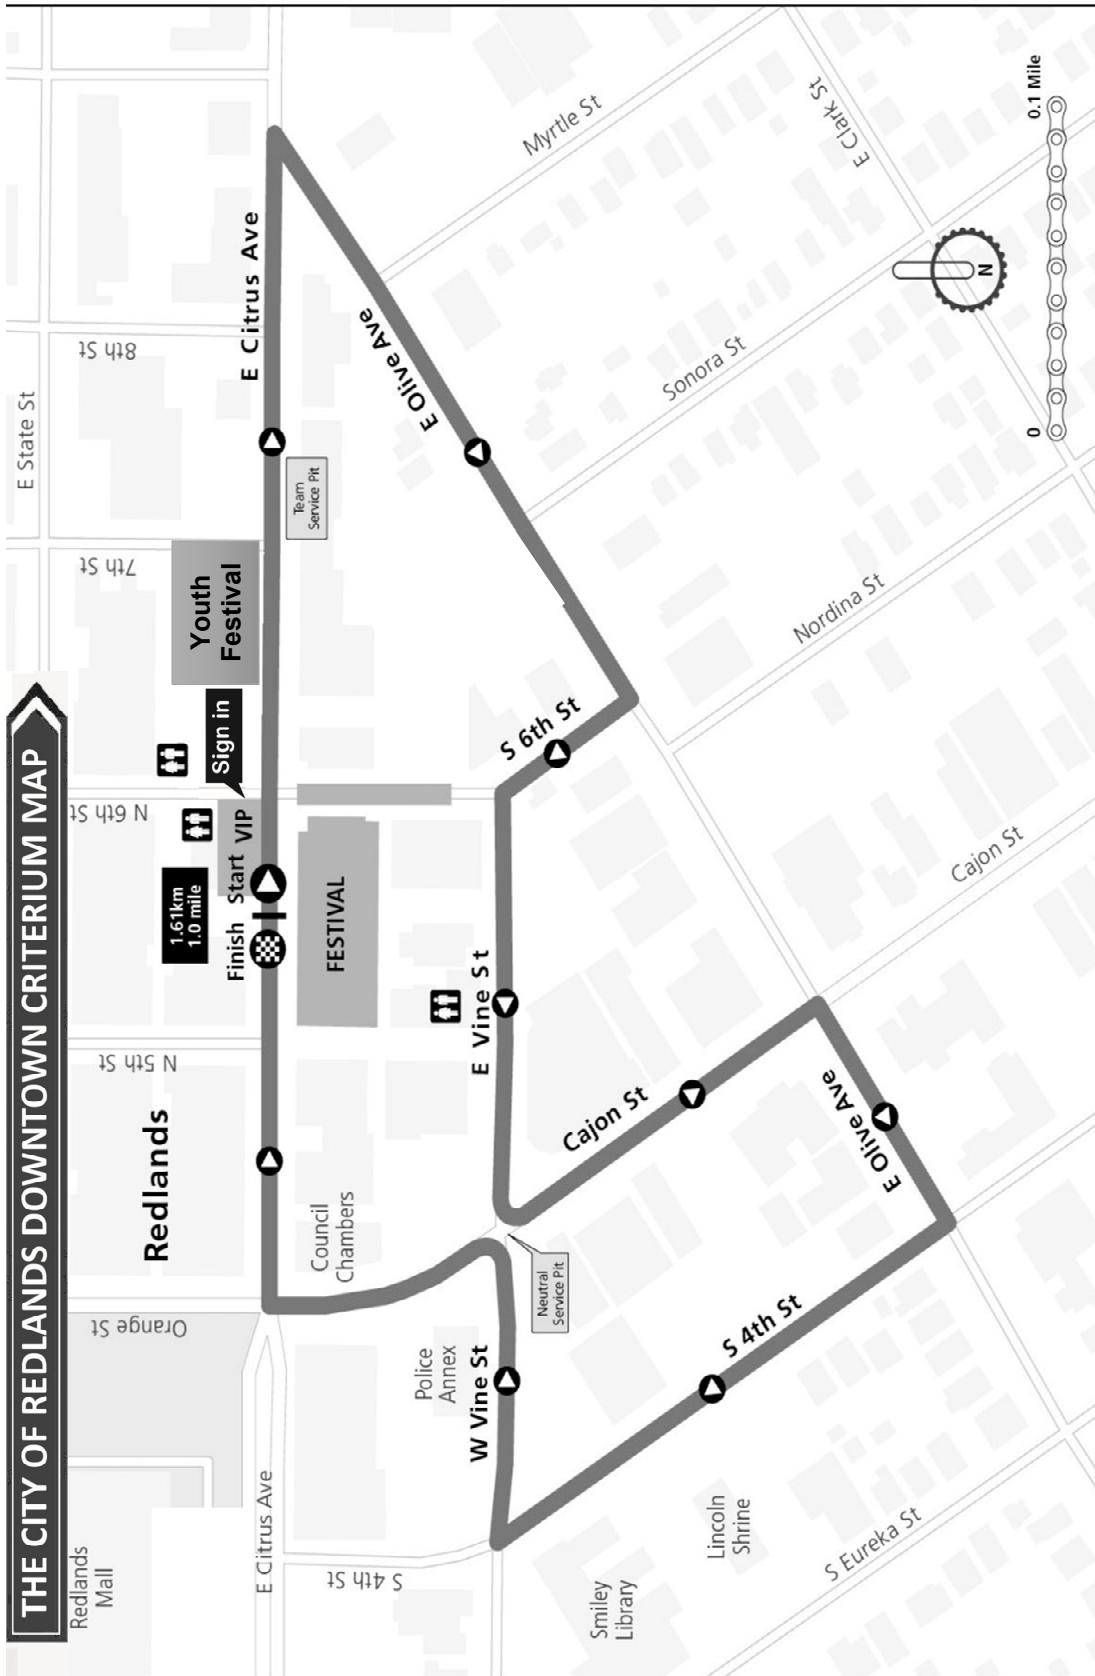 THE CITY OF REDLANDS DOWNTOWN CRITERIUM MAP
Redlands
Mall
E State St
Orange St
N 5th St
N 6th St
7th St
8th St
Redlands
1.61km
1.0 mile
Finish
Start
VIP
Sign in
Youth
Festival
E Citrus Ave
E Citrus Ave
Team
Service Pit
FESTIVAL
Council
Chambers
S 4th St
Police
Annex
W Vine St
E Vine St
Neutral
Service Pit
S 6th St
E Olive Ave
Myrtle St
Cajon St
Sonora St
Smiley
Library
Lincoln
Shrine
S 4th St
E Olive Ave
Nordina St
E Clark St
S Eureka St
Cajon St
N
0
0.1 Mile